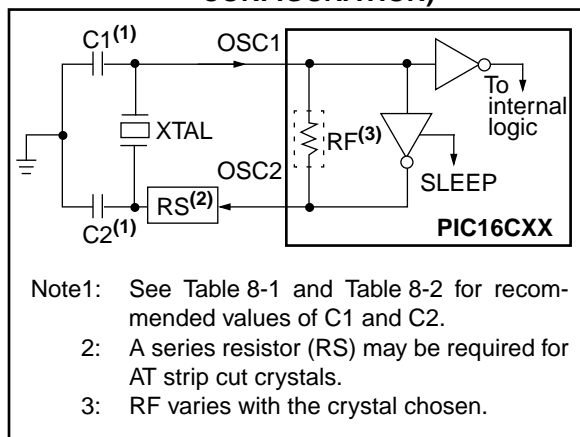 CONFIGURATION)
C1(1)
OSC1
To
internal
logic
XTAL
RF(3)
OSC2
SLEEP
RS(2)
C2(1)
PIC16CXX
Note1: See Table 8-1 and Table 8-2 for recom-
mended values of C1 and C2.
2: A series resistor (RS) may be required for
AT strip cut crystals.
3: RF varies with the crystal chosen.